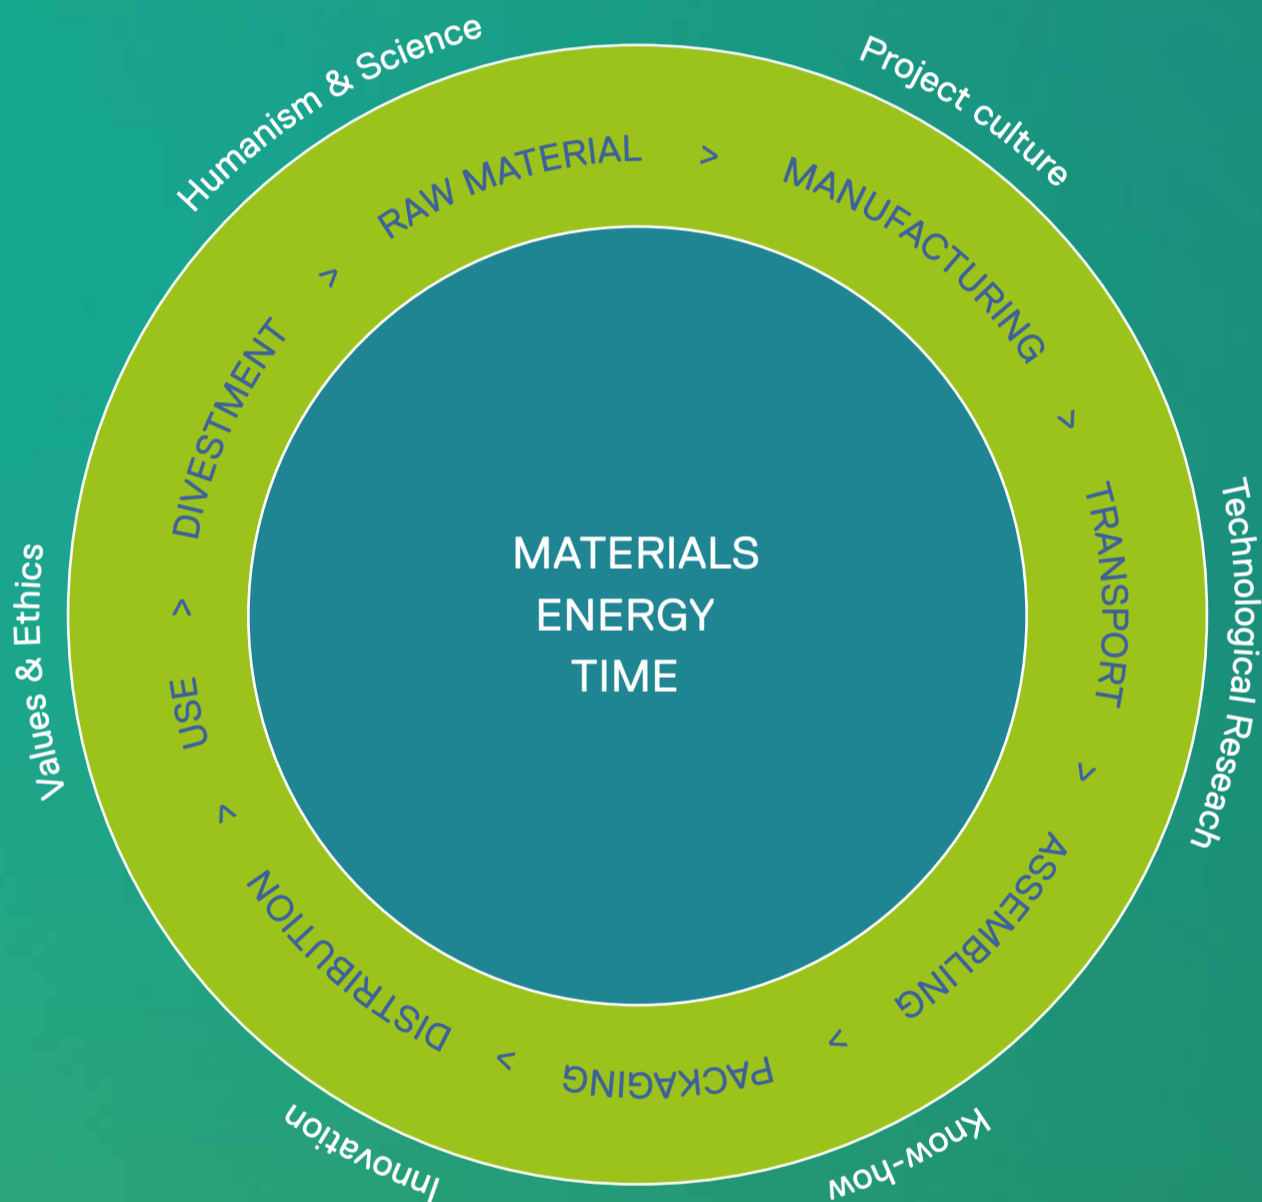 Humanism & Science
Project culture
Technological Reseach
Know-how
Innovation
Values & Ethics
RAW MATERIAL >
MANUFACTURING >
TRANSPORT >
ASSEMBLING >
PACKAGING >
DISTRIBUTION >
USE >
DIVESTMENT >
MATERIALS
ENERGY
TIME